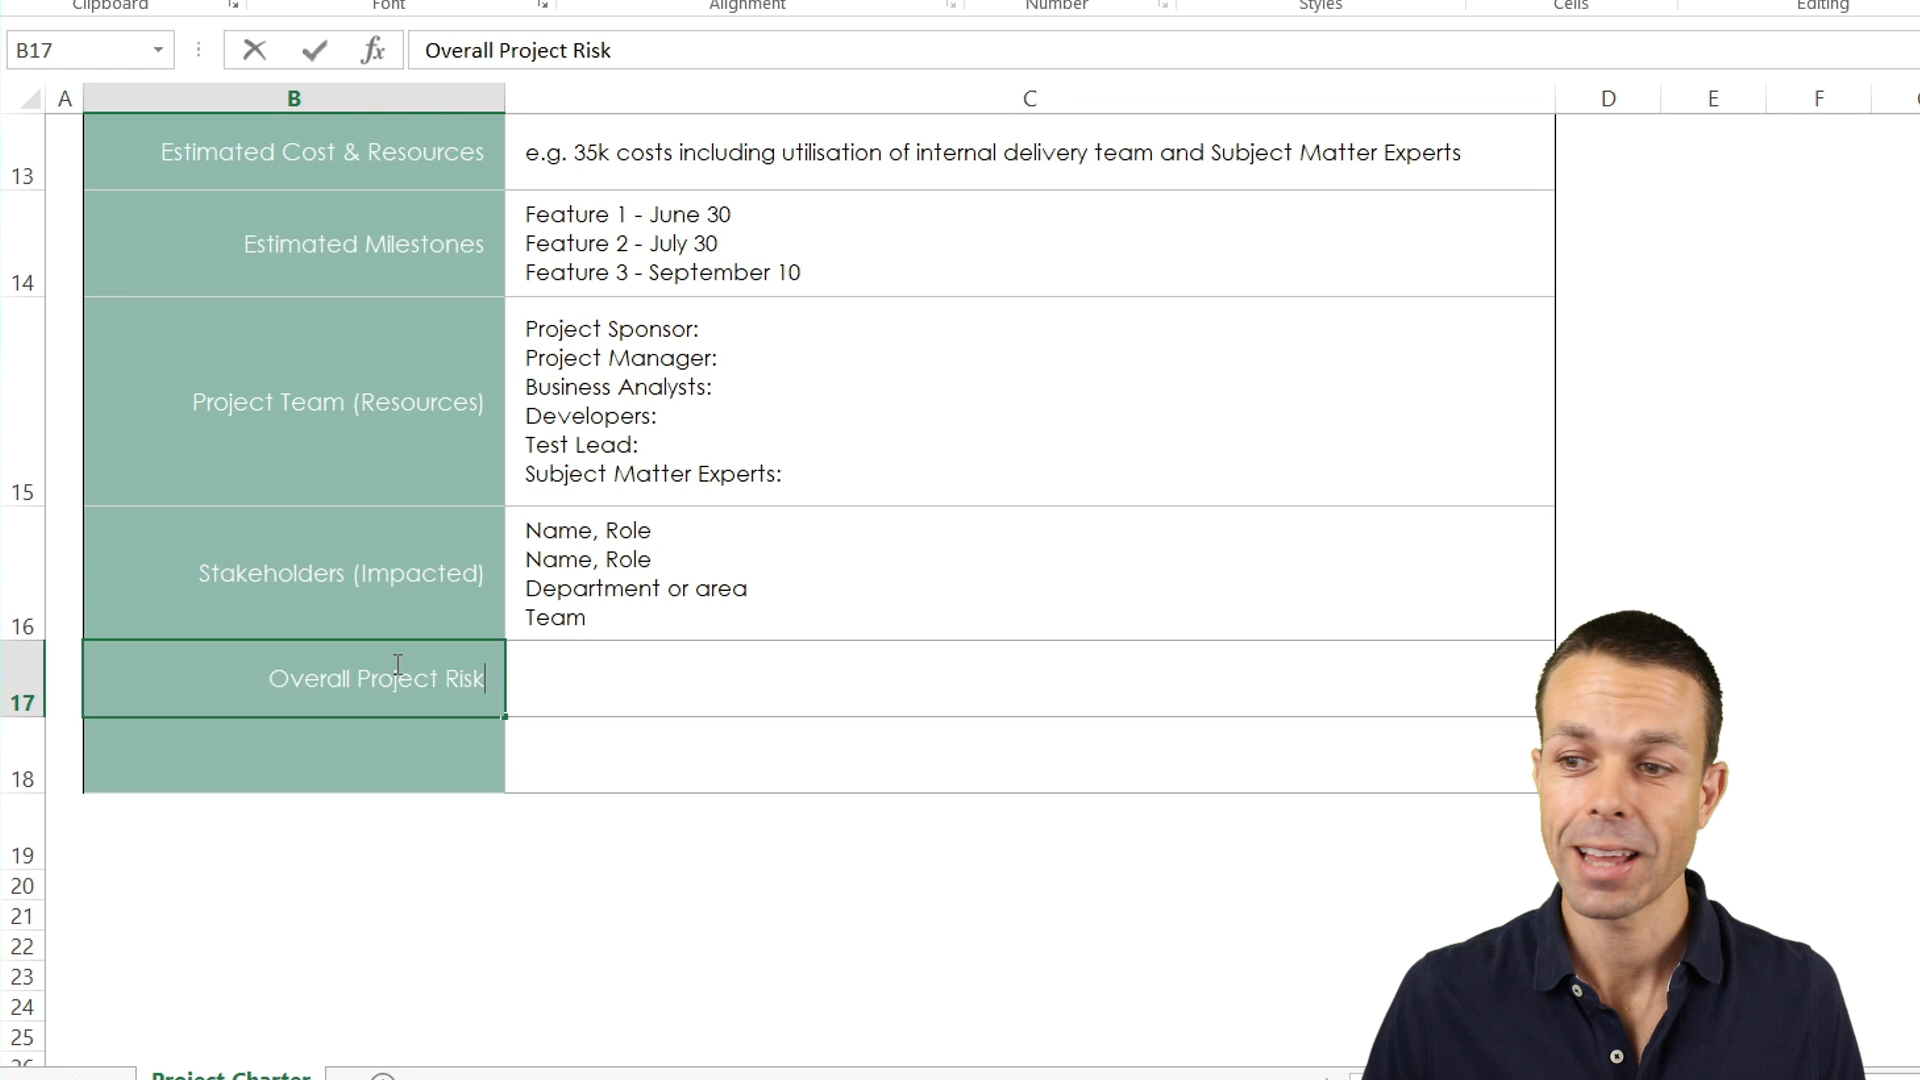 Clipboard Font Alignment Number Styles Cells Editing
B17 fx Overall Project Risk
A B C D E F
13 Estimated Cost & Resources e.g. 35k costs including utilisation of internal delivery team and Subject Matter Experts
14 Estimated Milestones
Feature 1 - June 30
Feature 2 - July 30
Feature 3 - September 10
15 Project Team (Resources)
Project Sponsor:
Project Manager:
Business Analysts:
Developers:
Test Lead:
Subject Matter Experts:
16 Stakeholders (Impacted)
Name, Role
Name, Role
Department or area
Team
17 Overall Project Risk
18
19
20
21
22
23
24
25
Project Charter